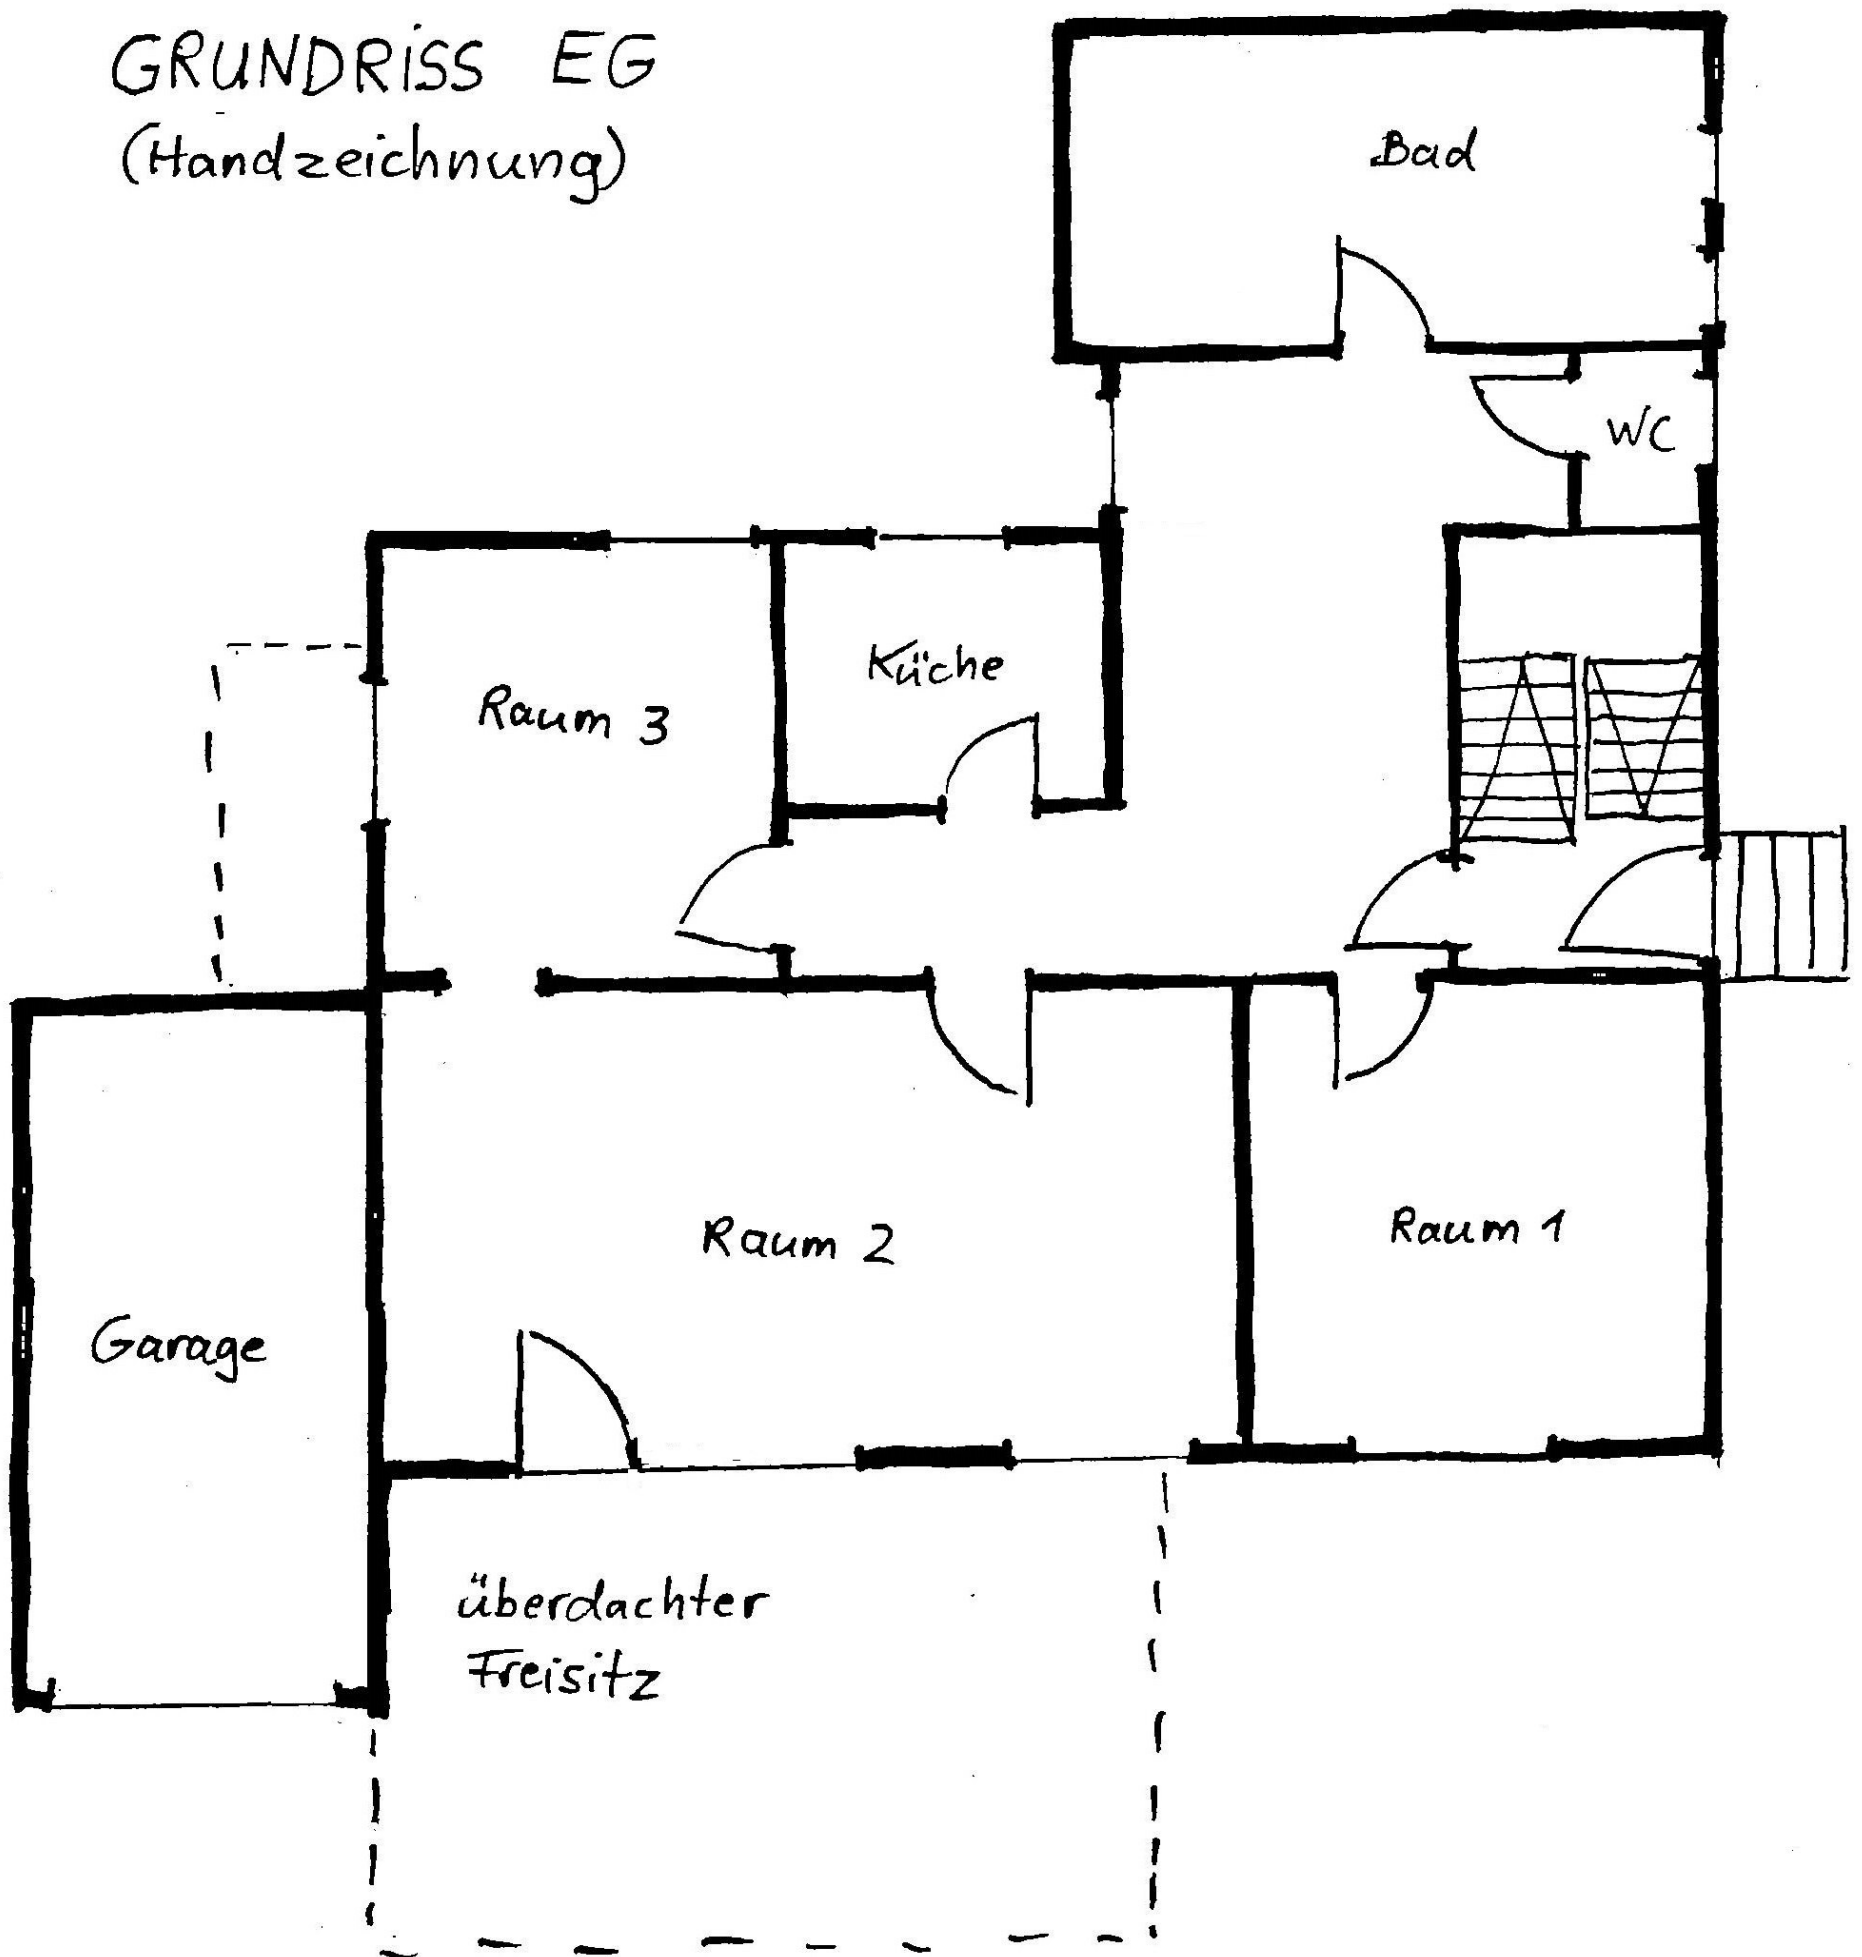 GRUNDRiSS EG
(Handzeichnung)
Bad
WC
Küche
Raum 3
Raum 2
Raum 1
Garage
überdachter
Freisitz